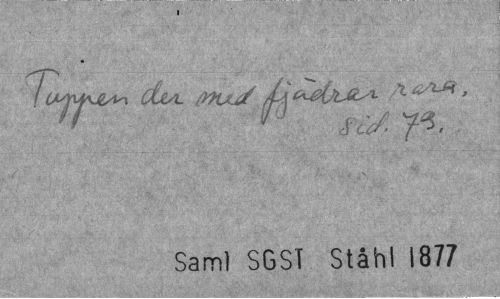 Tuppen der med fjädrar rara.
sid. 73.
Saml SGST Ståhl 1877